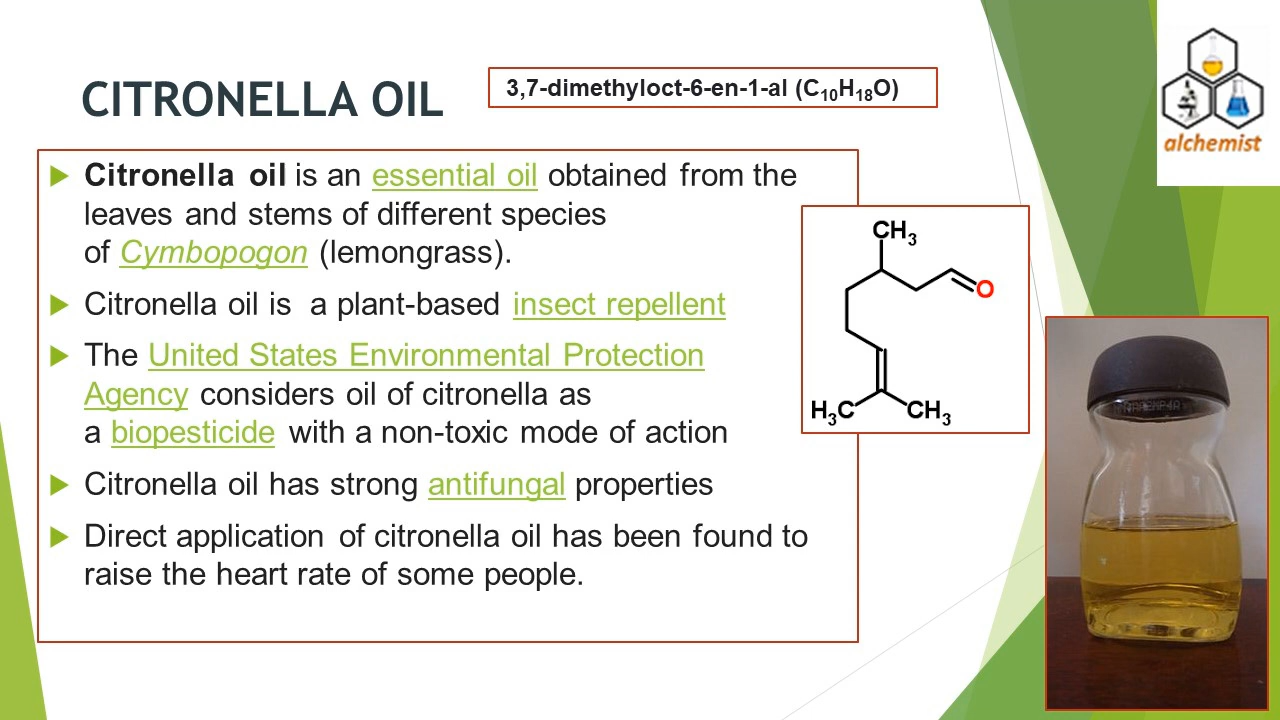 CITRONELLA OIL
3,7-dimethyloct-6-en-1-al (C₁₀H₁₈O)
alchemist
Citronella oil is an essential oil obtained from the
leaves and stems of different species
of Cymbopogon (lemongrass).
Citronella oil is a plant-based insect repellent
The United States Environmental Protection
Agency considers oil of citronella as
a biopesticide with a non-toxic mode of action
Citronella oil has strong antifungal properties
Direct application of citronella oil has been found to
raise the heart rate of some people.
CH₃
O
H₃C CH₃